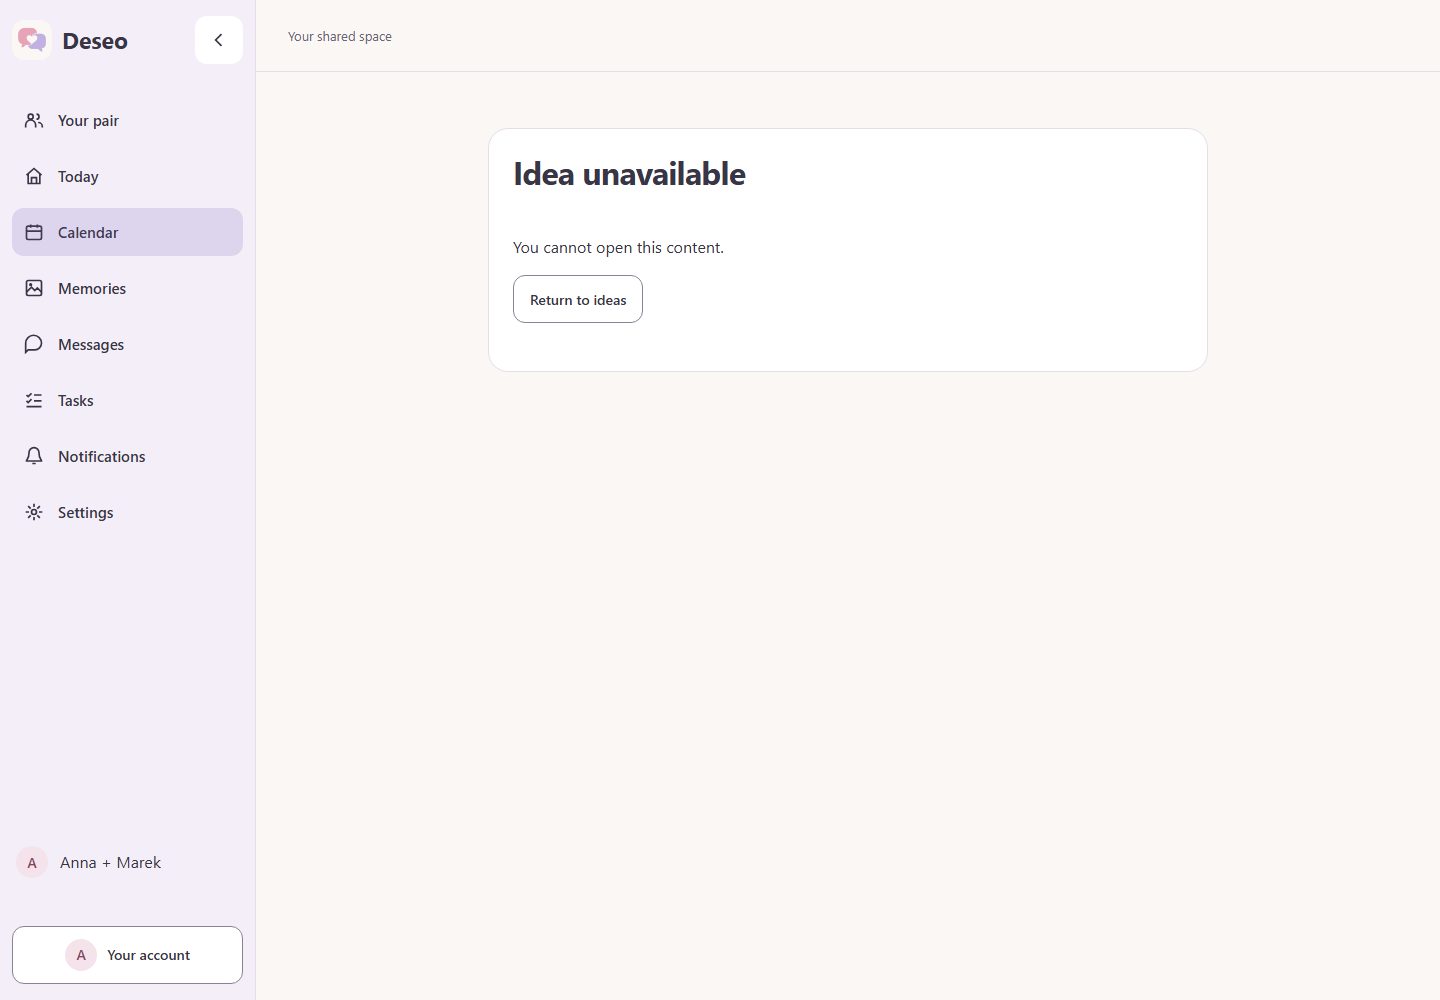 Deseo
Your pair
Today
Calendar
Memories
Messages
Tasks
Notifications
Settings
A Anna + Marek
A Your account
Your shared space
Idea unavailable
You cannot open this content.
Return to ideas